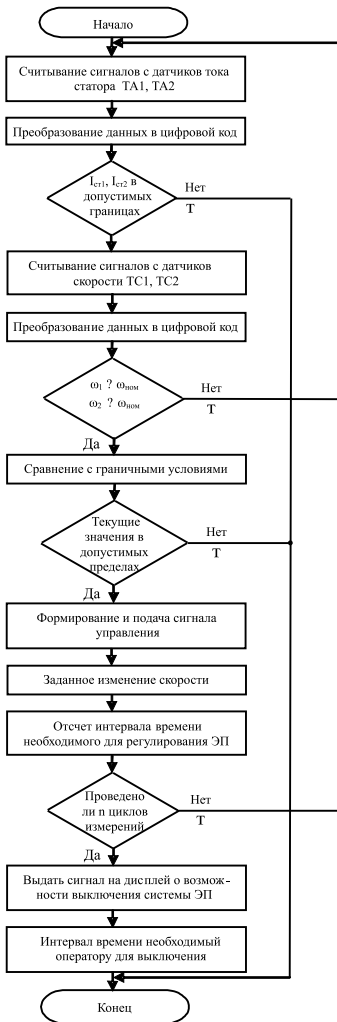 Начало
Считывание сигналов с датчиков тока
статора ТА1, ТА2
Преобразование данных в цифровой код
Iст1, Iст2 в
допустимых
границах
Нет
Т
Считывание сигналов с датчиков
скорости ТС1, ТС2
Преобразование данных в цифровой код
ω1 ? ωном
ω2 ? ωном
Нет
Т
Да
Сравнение с граничными условиями
Текущие
значения в
допустимых
пределах
Нет
Т
Да
Формирование и подача сигнала
управления
Заданное изменение скорости
Отсчет интервала времени
необходимого для регулирования ЭП
Проведено
ли n циклов
измерений
Нет
Т
Да
Выдать сигнал на дисплей о возмож-
ности выключения системы ЭП
Интервал времени необходимый
оператору для выключения
Конец